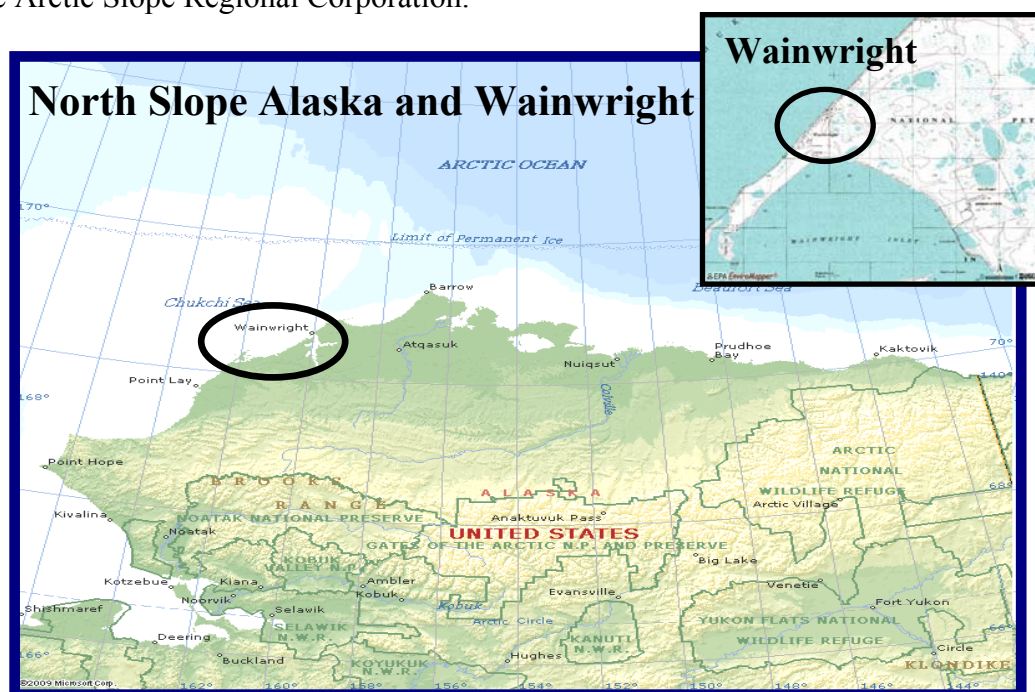 Arctic Slope Regional Corporation.
Wainwright
North Slope Alaska and Wainwright
NATIONAL
PET
Wainwright
WAINWRIGHT INLET
IN A
EPA EnviroMapper
ARCTIC OCEAN
170°
Limit of Permanent Ice
Barrow
Beaufort Sea
Chukchi Sea
Wainwright
Atqasuk
Nuiqsut
Prudhoe
Bay
Kaktovik
70°
Point Lay
140°
168°
Colville
Point Hope
ARCTIC
NATIONAL
WILDLIFE REFUGE
68°
Arctic Village
BROOKS
RANGE
ALASKA
Kivalina
NOATAK NATIONAL PRESERVE
Anaktuvuk Pass
Noatak
UNITED STATES
GATES OF THE ARCTIC N.P. AND PRESERVE
KOBUK
VALLEY N.P.
Big Lake
Kotzebue
Kiana
Ambler
Venetie
Noorvik
Kobuk
Evansville
Shishmaref
Selawik
Kobuk
Fort Yukon
Arctic Circle
SELAWIK
N.W.R.
YUKON FLATS NATIONAL
WILDLIFE REFUGE
66°
Deering
KANUTI
N.W.R.
Buckland
Hughes
Circle
166°
KOYUKUK
N.W.R.
KLONDIKE
©2009 Microsoft Corp.
162°
160°
158°
156°
154°
152°
150°
148°
146°
144°